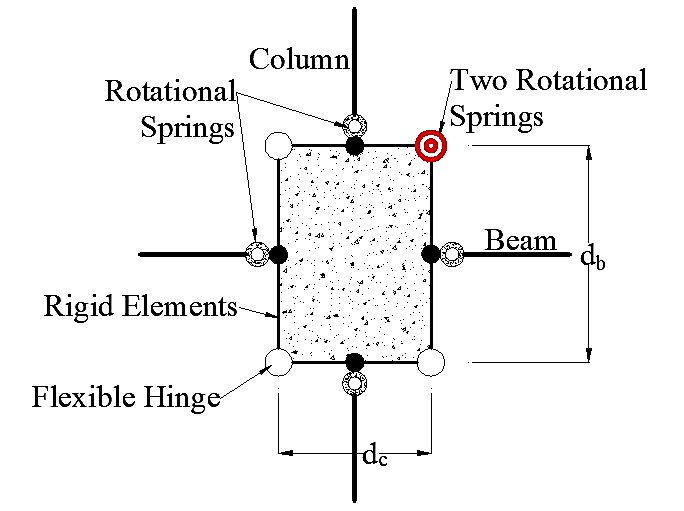 Column
Two Rotational
Springs
Rotational
Springs
Beam
db
Rigid Elements
Flexible Hinge
dc